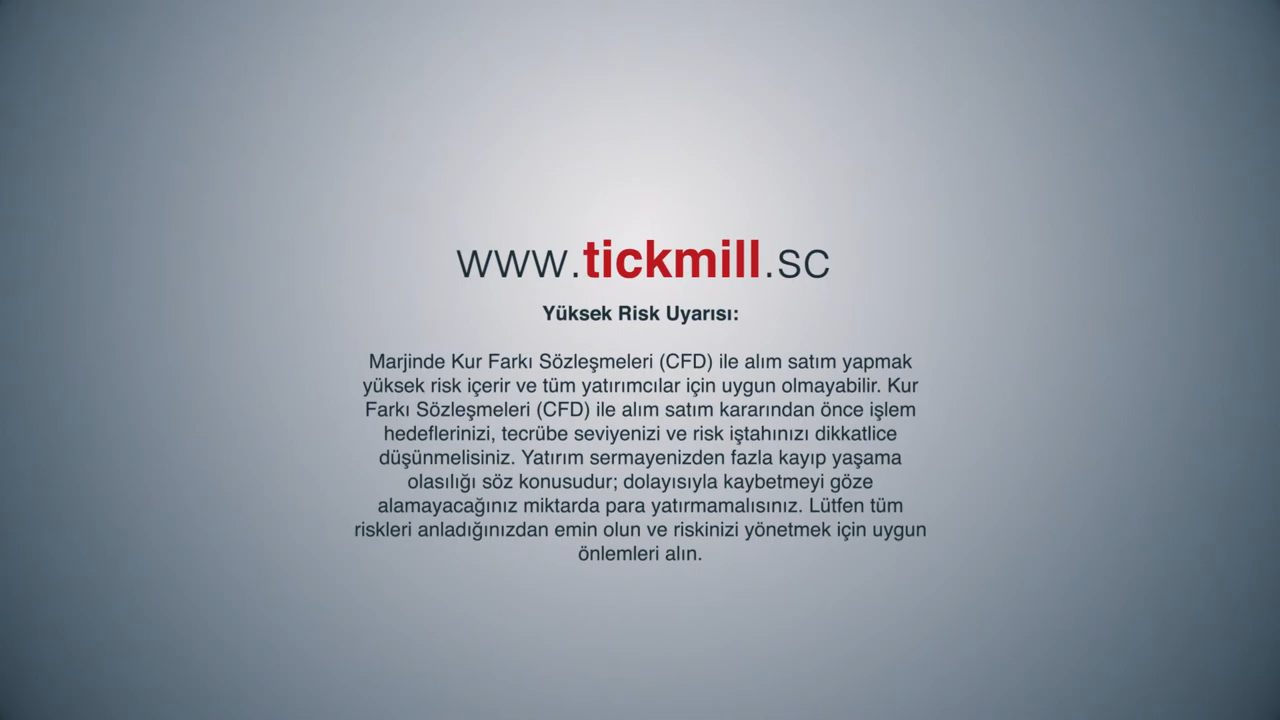 www.tickmill.sc
Yüksek Risk Uyarısı:
Marjinde Kur Farkı Sözleşmeleri (CFD) ile alım satım yapmak
yüksek risk içerir ve tüm yatırımcılar için uygun olmayabilir. Kur
Farkı Sözleşmeleri (CFD) ile alım satım kararından önce işlem
hedeflerinizi, tecrübe seviyenizi ve risk iştahınızı dikkatlice
düşünmelisiniz. Yatırım sermayenizden fazla kayıp yaşama
olasılığı söz konusudur; dolayısıyla kaybetmeyi göze
alamayacağınız miktarda para yatırmamalısınız. Lütfen tüm
riskleri anladığınızdan emin olun ve riskinizi yönetmek için uygun
önlemleri alın.